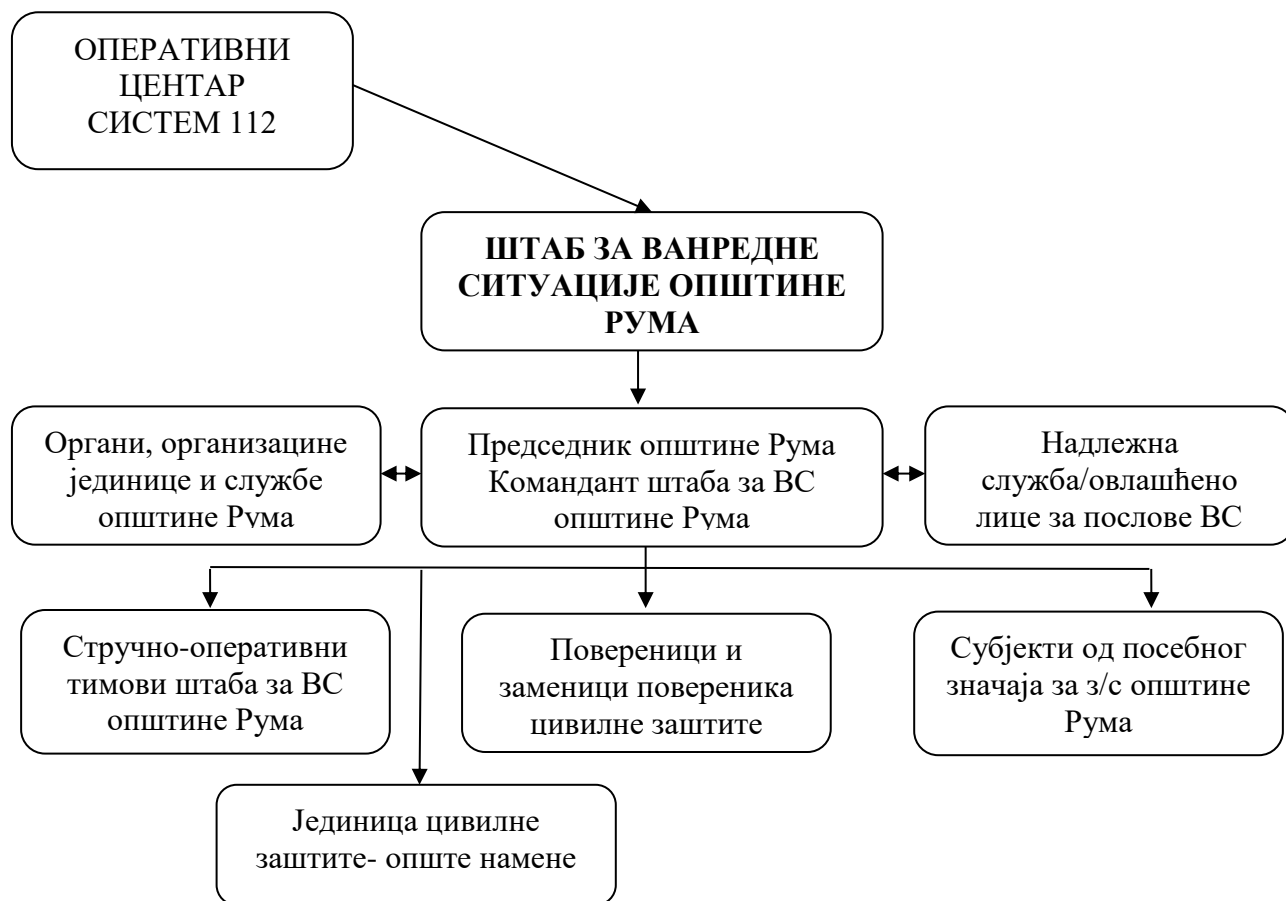 ОПЕРАТИВНИ
ЦЕНТАР
СИСТЕМ 112
ШТАБ ЗА ВАНРЕДНЕ
СИТУАЦИЈЕ ОПШТИНЕ
РУМА
Органи, организацине
јединице и службе
општине Рума
Председник општине Рума
Командант штаба за ВС
општине Рума
Надлежна
служба/овлашћено
лице за послове ВС
Стручно-оперативни
тимови штаба за ВС
општине Рума
Повереници и
заменици повереника
цивилне заштите
Субјекти од посебног
значаја за з/с општине
Рума
Јединица цивилне
заштите- опште намене